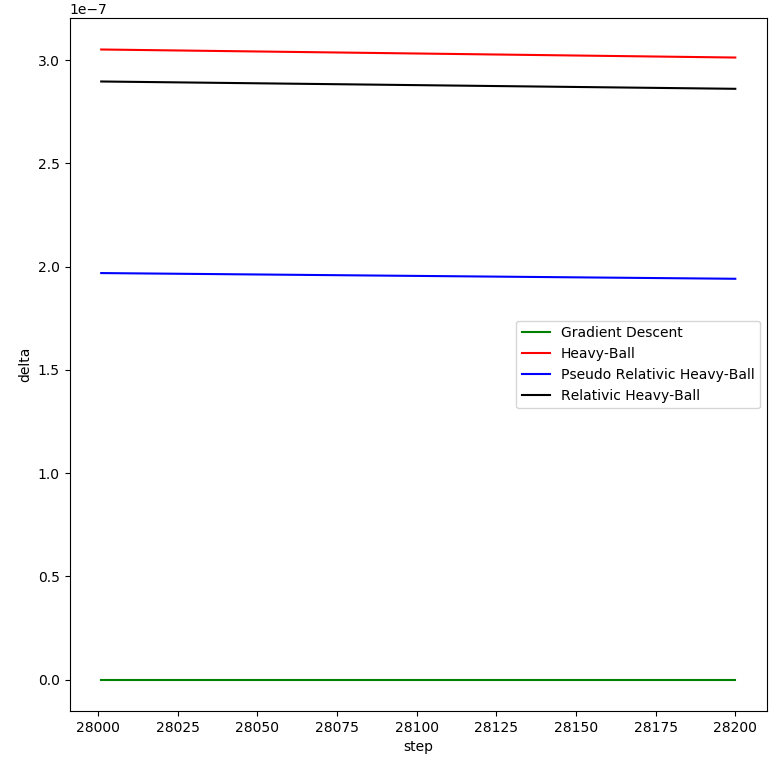 1e−7
3.0
2.5
2.0
1.5
1.0
0.5
0.0
delta
Gradient Descent
Heavy-Ball
Pseudo Relativic Heavy-Ball
Relativic Heavy-Ball
28000 28025 28050 28075 28100 28125 28150 28175 28200
step